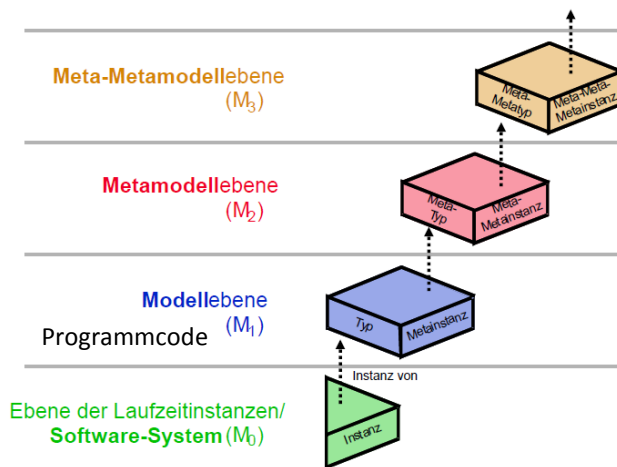 Meta-Metamodellebene
(M3)
Meta-
Metatyp
Meta-Meta-
Metainstanz
Metamodellebene
(M2)
Meta-
Typ
Meta-
Metainstanz
Modellebene
(M1)
Programmcode
Typ
Metainstanz
Instanz von
Ebene der Laufzeitinstanzen/
Software-System (M0)
Instanz